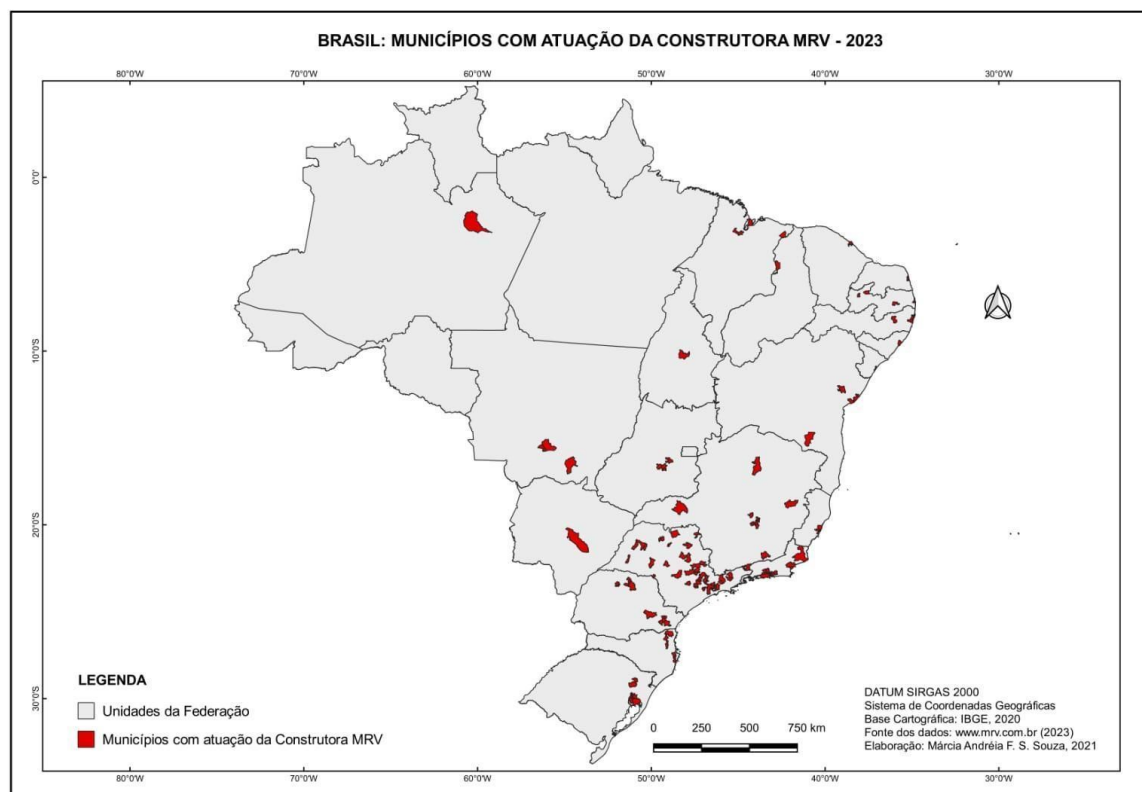 BRASIL: MUNICÍPIOS COM ATUAÇÃO DA CONSTRUTORA MRV - 2023
80°0'W 70°0'W 60°0'W 50°0'W 40°0'W 30°0'W
0°0'
10°0'S
20°0'S
30°0'S
LEGENDA
Unidades da Federação
Municípios com atuação da Construtora MRV
0 250 500 750 km
DATUM SIRGAS 2000
Sistema de Coordenadas Geográficas
Base Cartográfica: IBGE, 2020
Fonte dos dados: www.mrv.com.br (2023)
Elaboração: Márcia Andréia F. S. Souza, 2021
80°0'W 70°0'W 60°0'W 50°0'W 40°0'W 30°0'W